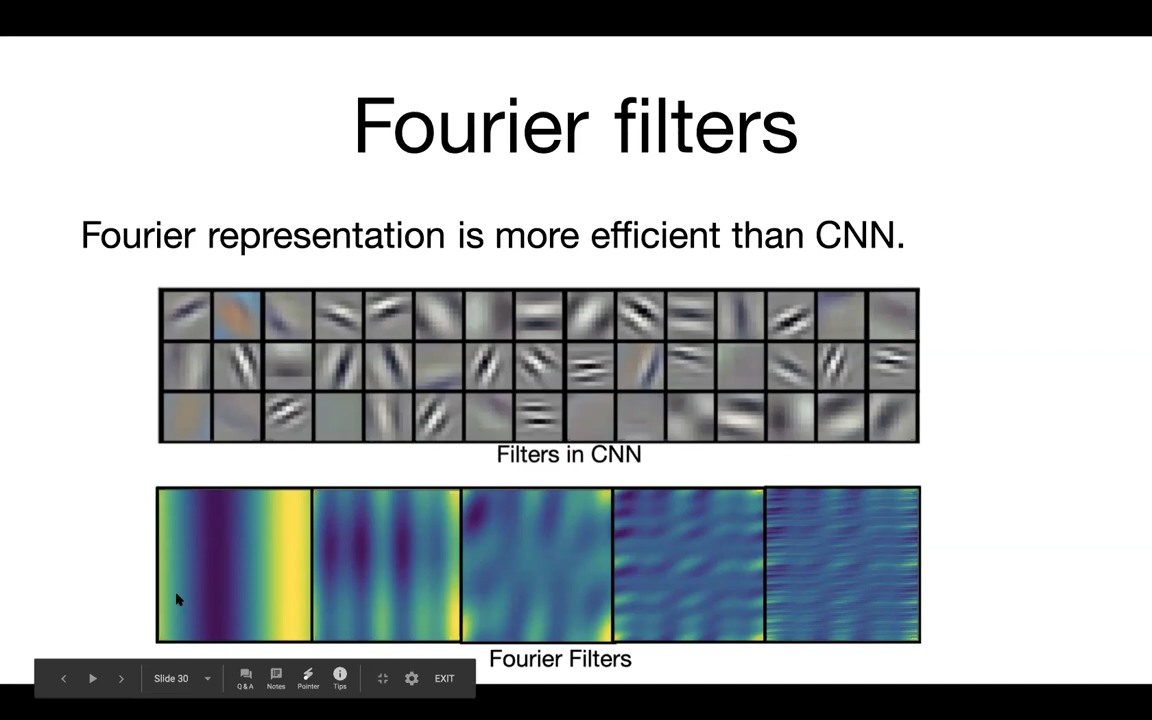 Fourier filters
Fourier representation is more efficient than CNN.
Filters in CNN
Fourier Filters
Slide 30
Q & A
Notes
Pointer
Tips
EXIT